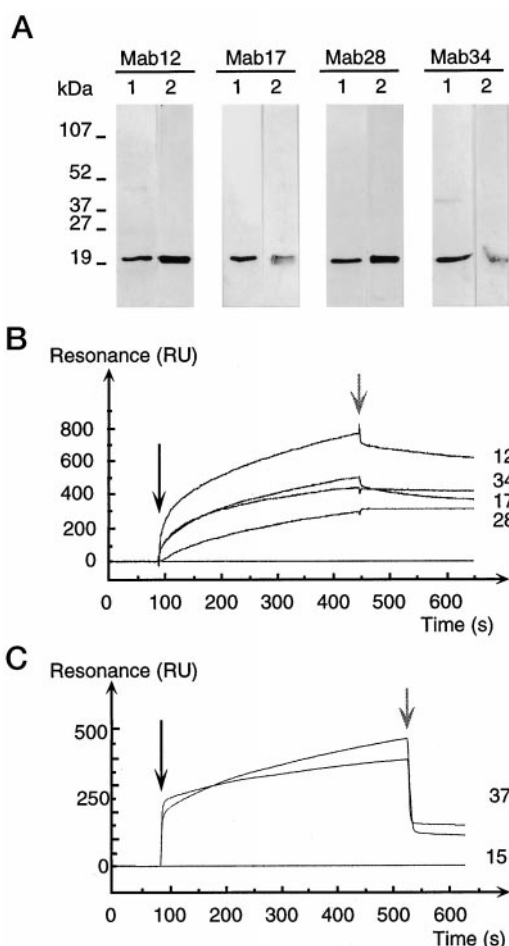 A
Mab12 Mab17 Mab28 Mab34
kDa 1 2 1 2 1 2 1 2
107
52
37
27
19
B
Resonance (RU)
800
600
400
200
0
12
34
17
28
0 100 200 300 400 500 600
Time (s)
C
Resonance (RU)
500
250
0
37
15
0 100 200 300 400 500 600
Time (s)